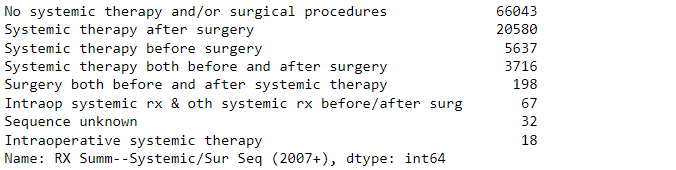 No systemic therapy and/or surgical procedures 66043
Systemic therapy after surgery 20580
Systemic therapy before surgery 5637
Systemic therapy both before and after surgery 3716
Surgery both before and after systemic therapy 198
Intraop systemic rx & oth systemic rx before/after surg 67
Sequence unknown 32
Intraoperative systemic therapy 18
Name: RX Summ--Systemic/Sur Seq (2007+), dtype: int64